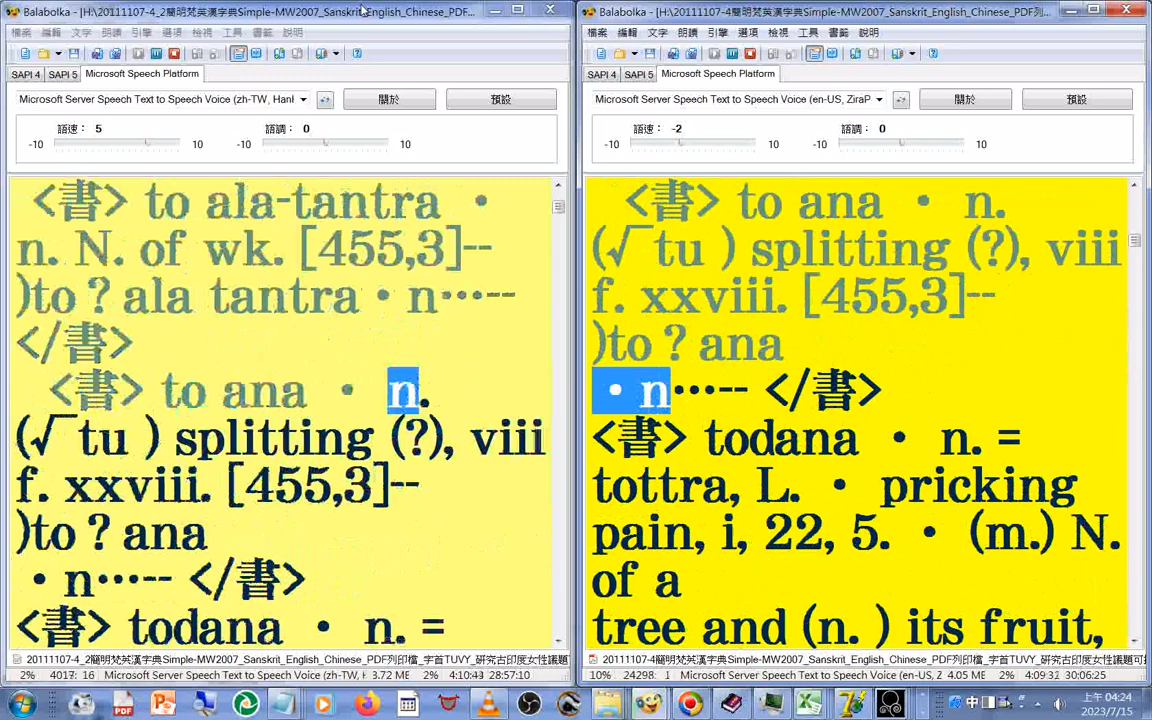 Balabolka - [H:\20111107-4_2簡明梵英漢字典Simple-MW2007_Sanskrit_English_Chinese_PDF...
檔案 編輯 文字 朗讀 引擎 選項 檢視 工具 書籤 說明
SAPI 4 SAPI 5 Microsoft Speech Platform
Microsoft Server Speech Text to Speech Voice (zh-TW, Hanl 關於 預設
語速： 5 語調： 0
-10 10 -10 10
<書> to ala-tantra •
n. N. of wk. [455,3]--
)to ? ala tantra • n…--
</書>
<書> to ana • n.
(√ tu ) splitting (?), viii
f. xxviii. [455,3]--
)to ? ana
• n…-- </書>
<書> todana • n. =
20111107-4_2簡明梵英漢字典Simple-MW2007_Sanskrit_English_Chinese_PDF列印檔_字首TUVY_研究古印度女性議題
2% 4017: 16 Microsoft Server Speech Text to Speech Voice (zh-TW, H 3.72 MB 2% 4:10:43 28:57:10
Balabolka - [H:\20111107-4簡明梵英漢字典Simple-MW2007_Sanskrit_English_Chinese_PDF列...
檔案 編輯 文字 朗讀 引擎 選項 檢視 工具 書籤 說明
SAPI 4 SAPI 5 Microsoft Speech Platform
Microsoft Server Speech Text to Speech Voice (en-US, ZiraP 關於 預設
語速： -2 語調： 0
-10 10 -10 10
<書> to ana • n.
(√ tu ) splitting (?), viii
f. xxviii. [455,3]--
)to ? ana
• n…-- </書>
<書> todana • n. =
tottra, L. • pricking
pain, i, 22, 5. • (m.) N.
of a
tree and (n. ) its fruit,
20111107-4簡明梵英漢字典Simple-MW2007_Sanskrit_English_Chinese_PDF列印檔_字首TUVY_研究古印度女性議題可
10% 24298: 1 Microsoft Server Speech Text to Speech Voice (en-US, Z 4.05 MB 2% 4:09:32 30:06:25
中
上午 04:24
2023/7/15